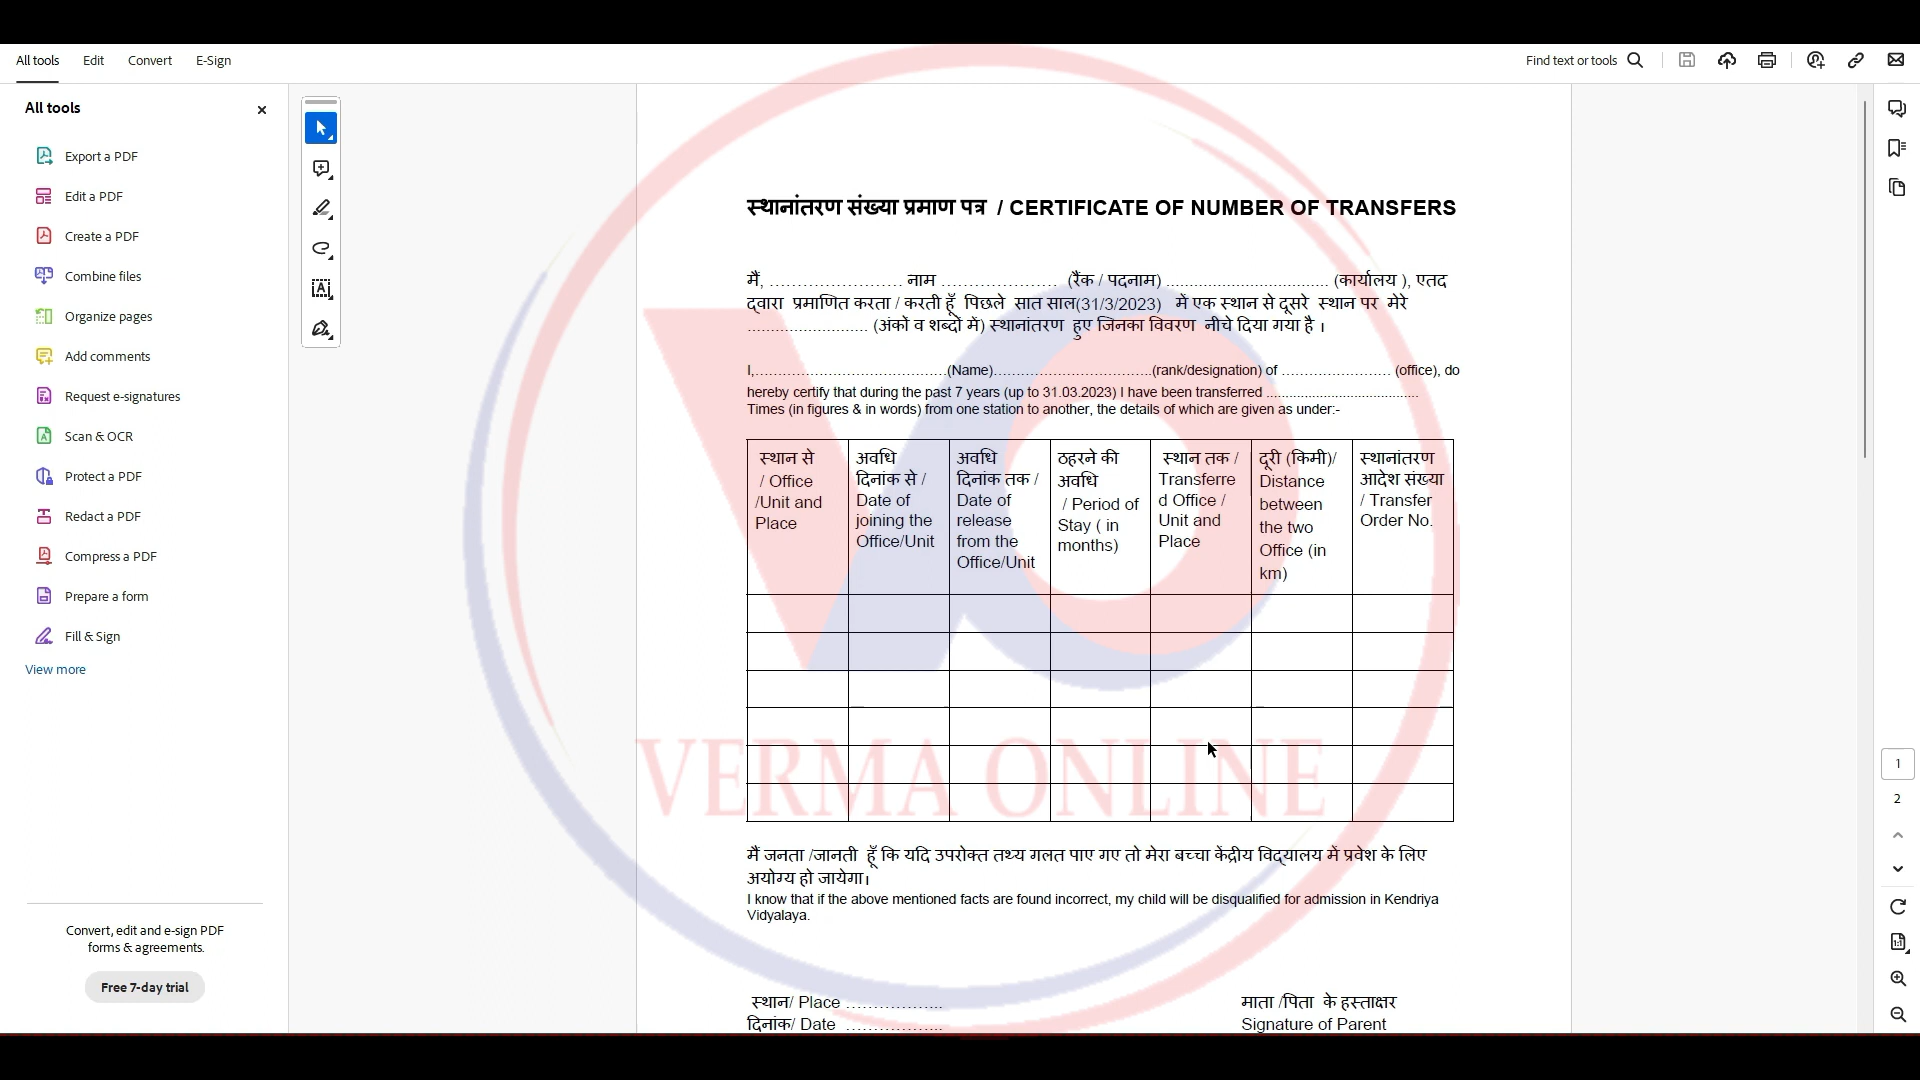 All tools Edit Convert E-Sign Find text or tools
All tools
Export a PDF
Edit a PDF
Create a PDF
Combine files
Organize pages
Add comments
Request e-signatures
Scan & OCR
Protect a PDF
Redact a PDF
Compress a PDF
Prepare a form
Fill & Sign
View more
Convert, edit and e-sign PDF
forms & agreements.
Free 7-day trial
स्थानांतरण संख्या प्रमाण पत्र / CERTIFICATE OF NUMBER OF TRANSFERS
मैं, ........................ नाम ..................... (रैंक / पदनाम) ................................. (कार्यालय ), एतद
द्वारा प्रमाणित करता / करती हूँ पिछले सात साल(31/3/2023) में एक स्थान से दूसरे स्थान पर मेरे
......................... (अंकों व शब्दों में) स्थानांतरण हुए जिनका विवरण नीचे दिया गया है ।
I,..........................................(Name)...................................(rank/designation) of ........................ (office), do
hereby certify that during the past 7 years (up to 31.03.2023) I have been transferred .......................................
Times (in figures & in words) from one station to another, the details of which are given as under:-
स्थान से
/ Office
/Unit and
Place
अवधि
दिनांक से /
Date of
joining the
Office/Unit
अवधि
दिनांक तक /
Date of
release
from the
Office/Unit
ठहरने की
अवधि
/ Period of
Stay ( in
months)
स्थान तक /
Transferre
d Office /
Unit and
Place
दूरी (किमी)/
Distance
between
the two
Office (in
km)
स्थानांतरण
आदेश संख्या
/ Transfer
Order No.
VERMA ONLINE
मैं जनता /जानती हूँ कि यदि उपरोक्त तथ्य गलत पाए गए तो मेरा बच्चा केंद्रीय विद्यालय में प्रवेश के लिए
अयोग्य हो जायेगा।
I know that if the above mentioned facts are found incorrect, my child will be disqualified for admission in Kendriya
Vidyalaya.
स्थान/ Place .....................
दिनांक/ Date .....................
माता /पिता के हस्ताक्षर
Signature of Parent
1
2